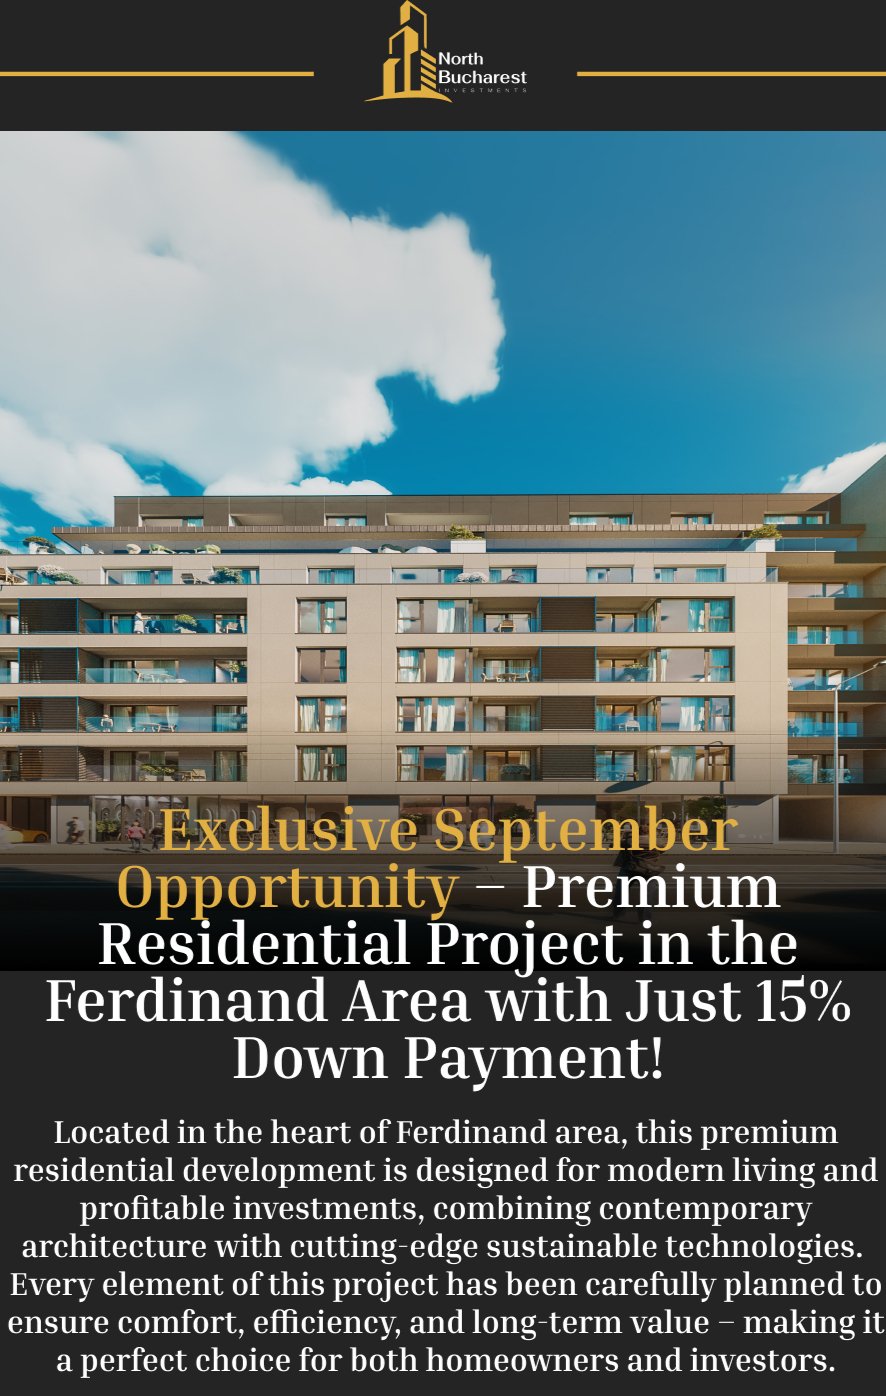 North
Bucharest
INVESTMENTS
Exclusive September
Opportunity – Premium
Residential Project in the
Ferdinand Area with Just 15%
Down Payment!
Located in the heart of Ferdinand area, this premium
residential development is designed for modern living and
profitable investments, combining contemporary
architecture with cutting-edge sustainable technologies.
Every element of this project has been carefully planned to
ensure comfort, efficiency, and long-term value – making it
a perfect choice for both homeowners and investors.